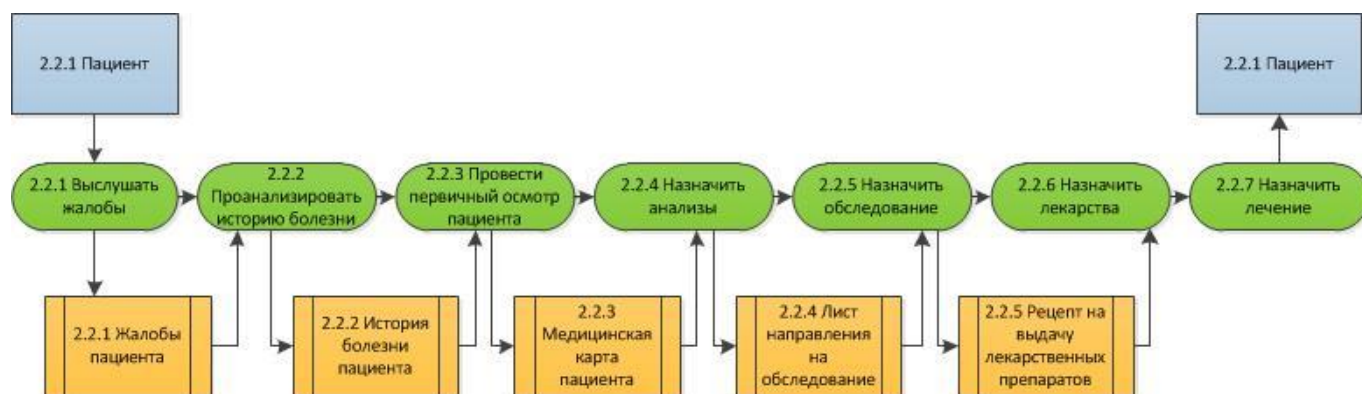 2.2.1 Пациент
2.2.1 Пациент
2.2.1 Выслушать
жалобы
2.2.2
Проанализировать
историю болезни
2.2.3 Провести
первичный осмотр
пациента
2.2.4 Назначить
анализы
2.2.5 Назначить
обследование
2.2.6 Назначить
лекарства
2.2.7 Назначить
лечение
2.2.1 Жалобы
пациента
2.2.2 История
болезни
пациента
2.2.3
Медицинская
карта
пациента
2.2.4 Лист
направления
на
обследование
2.2.5 Рецепт на
выдачу
лекарственных
препаратов